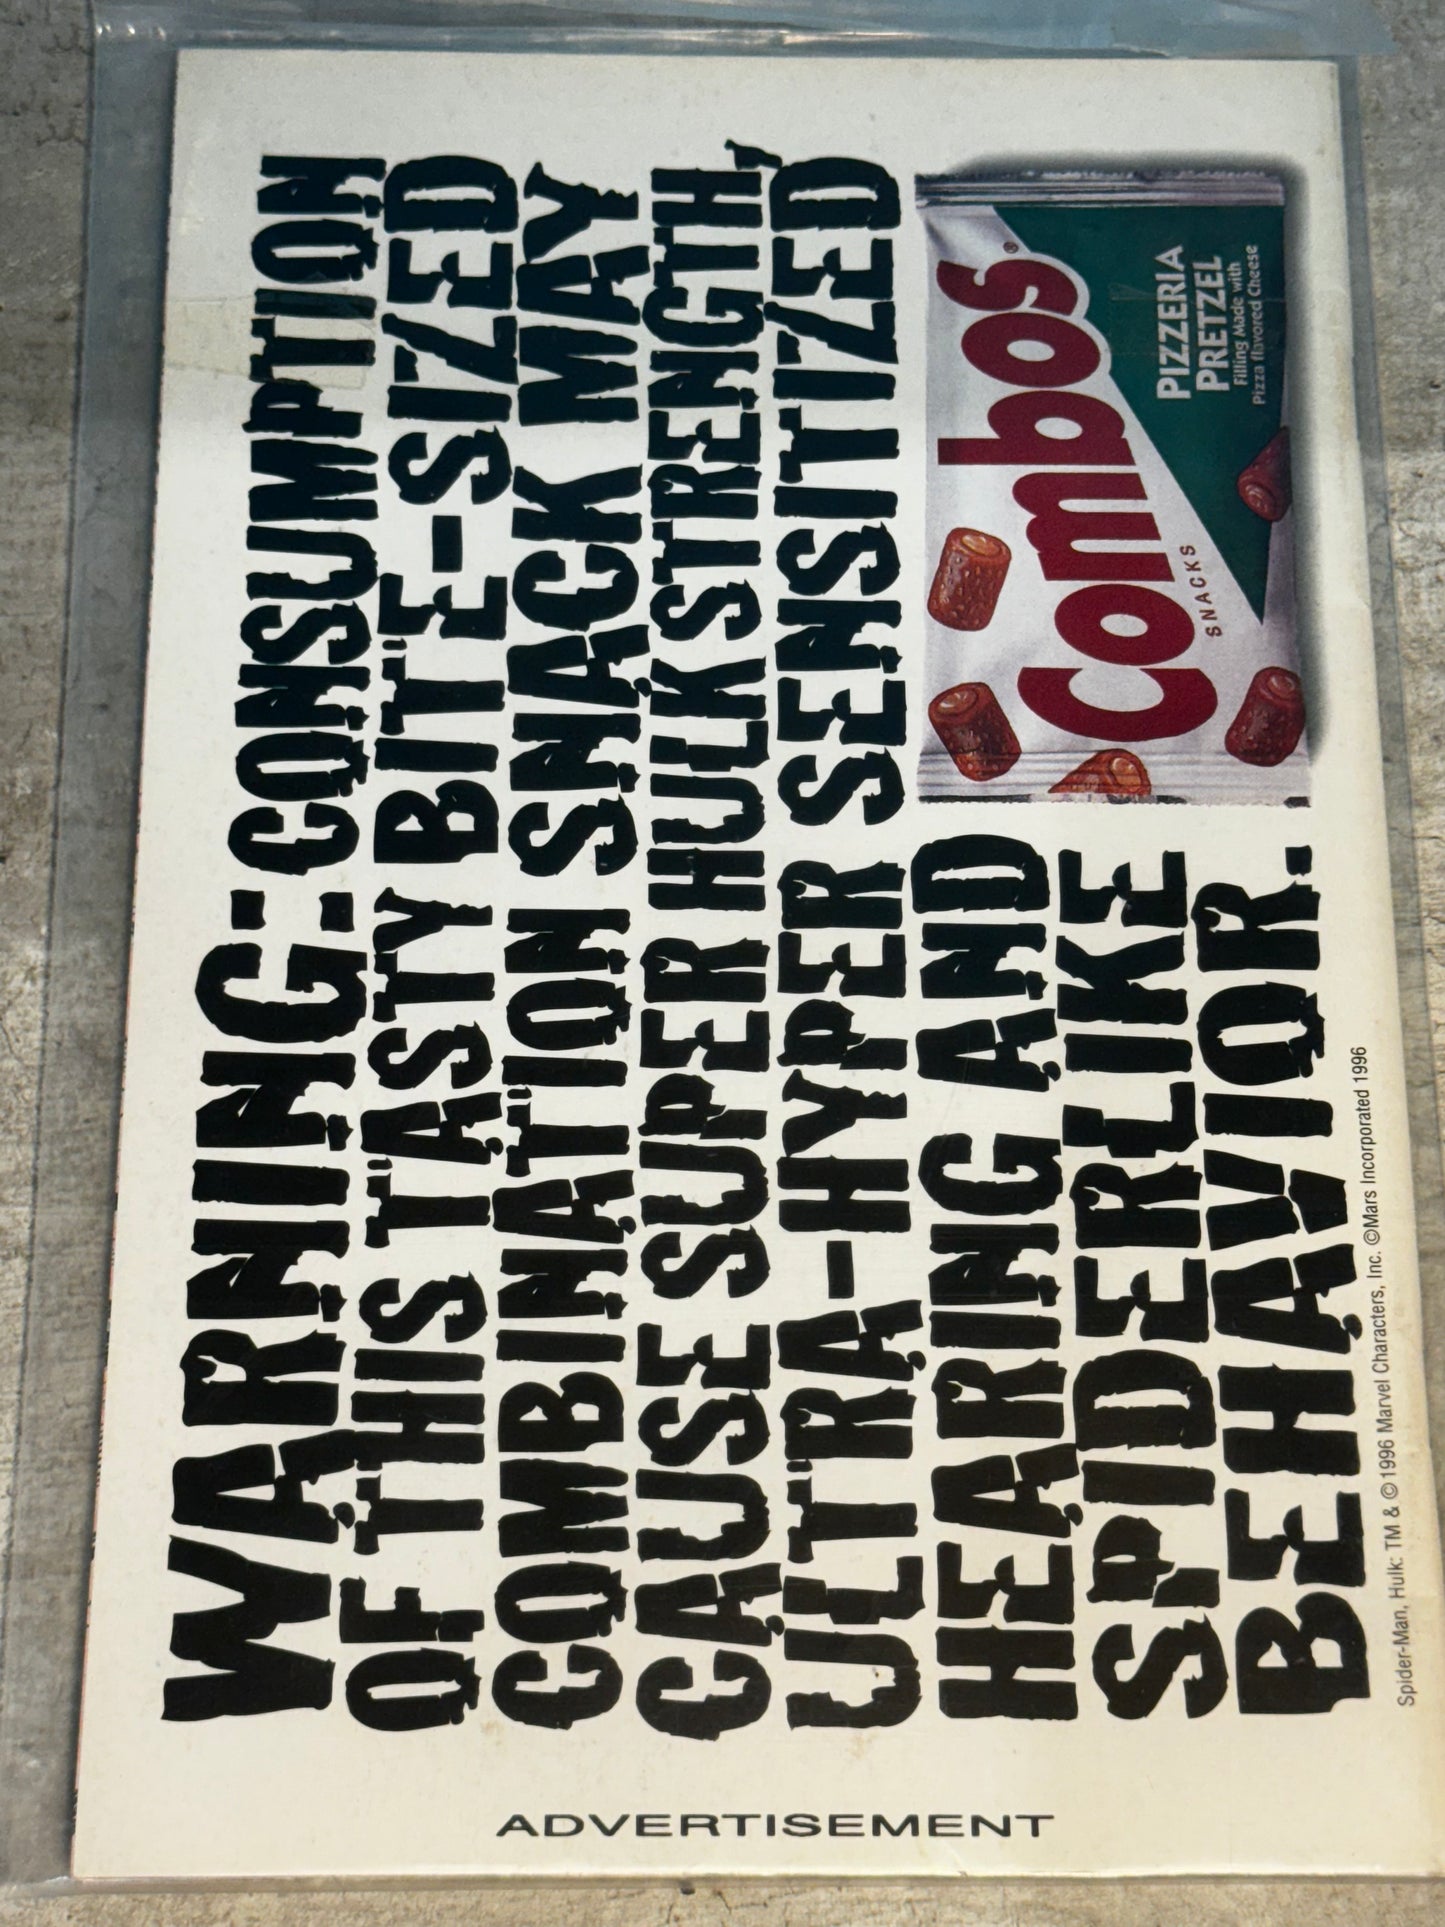 WARNING: CONSUMPTION
OF THIS TASTY BITE-SIZED
COMBINATION SNACK MAY
CAUSE SUPER HULK STRENGTH,
ULTRA-HYPER SENSITIZED
HEARING AND
SPIDERLIKE
BEHAVIOR.
Combos®
SNACKS
PIZZERIA
PRETZEL
Filling Made with
Pizza flavored Cheese
Spider-Man, Hulk: TM & ©1996 Marvel Characters, Inc. ©Mars Incorporated 1996
ADVERTISEMENT